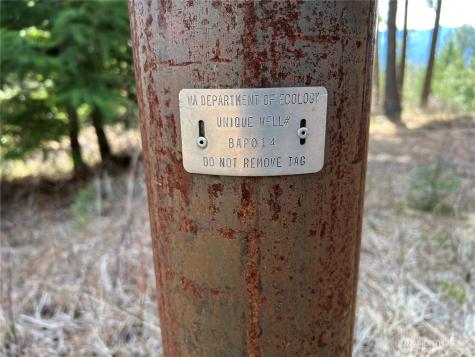 WA DEPARTMENT OF ECOLOGY
UNIQUE WELL#
BAP014
DO NOT REMOVE TAG